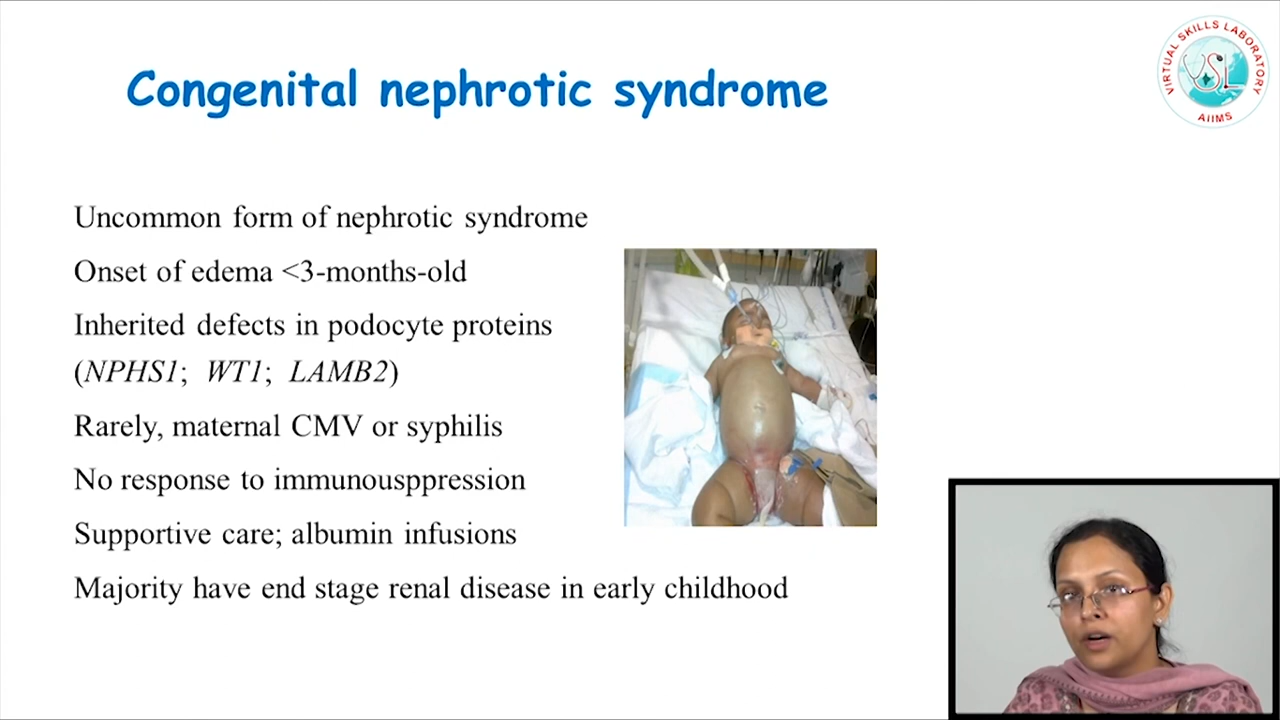 Congenital nephrotic syndrome
VIRTUAL SKILLS LABORATORY
VSL
AIIMS
Uncommon form of nephrotic syndrome
Onset of edema <3-months-old
Inherited defects in podocyte proteins
(NPHS1; WT1; LAMB2)
Rarely, maternal CMV or syphilis
No response to immunousppression
Supportive care; albumin infusions
Majority have end stage renal disease in early childhood